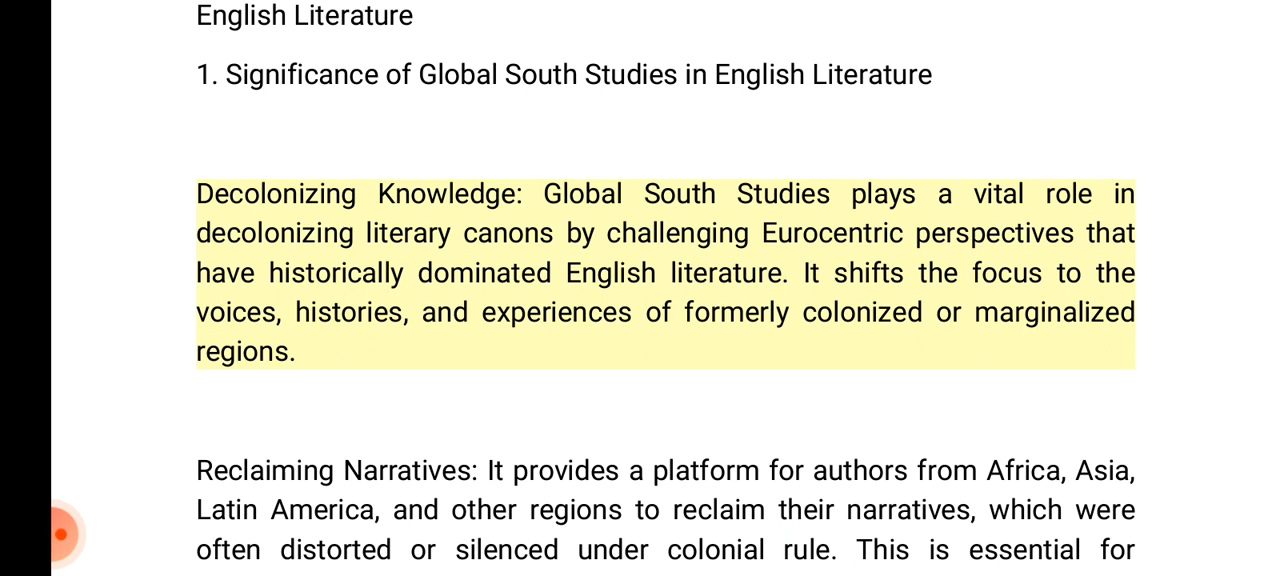 English Literature
1. Significance of Global South Studies in English Literature
Decolonizing Knowledge: Global South Studies plays a vital role in
decolonizing literary canons by challenging Eurocentric perspectives that
have historically dominated English literature. It shifts the focus to the
voices, histories, and experiences of formerly colonized or marginalized
regions.
Reclaiming Narratives: It provides a platform for authors from Africa, Asia,
Latin America, and other regions to reclaim their narratives, which were
often distorted or silenced under colonial rule. This is essential for